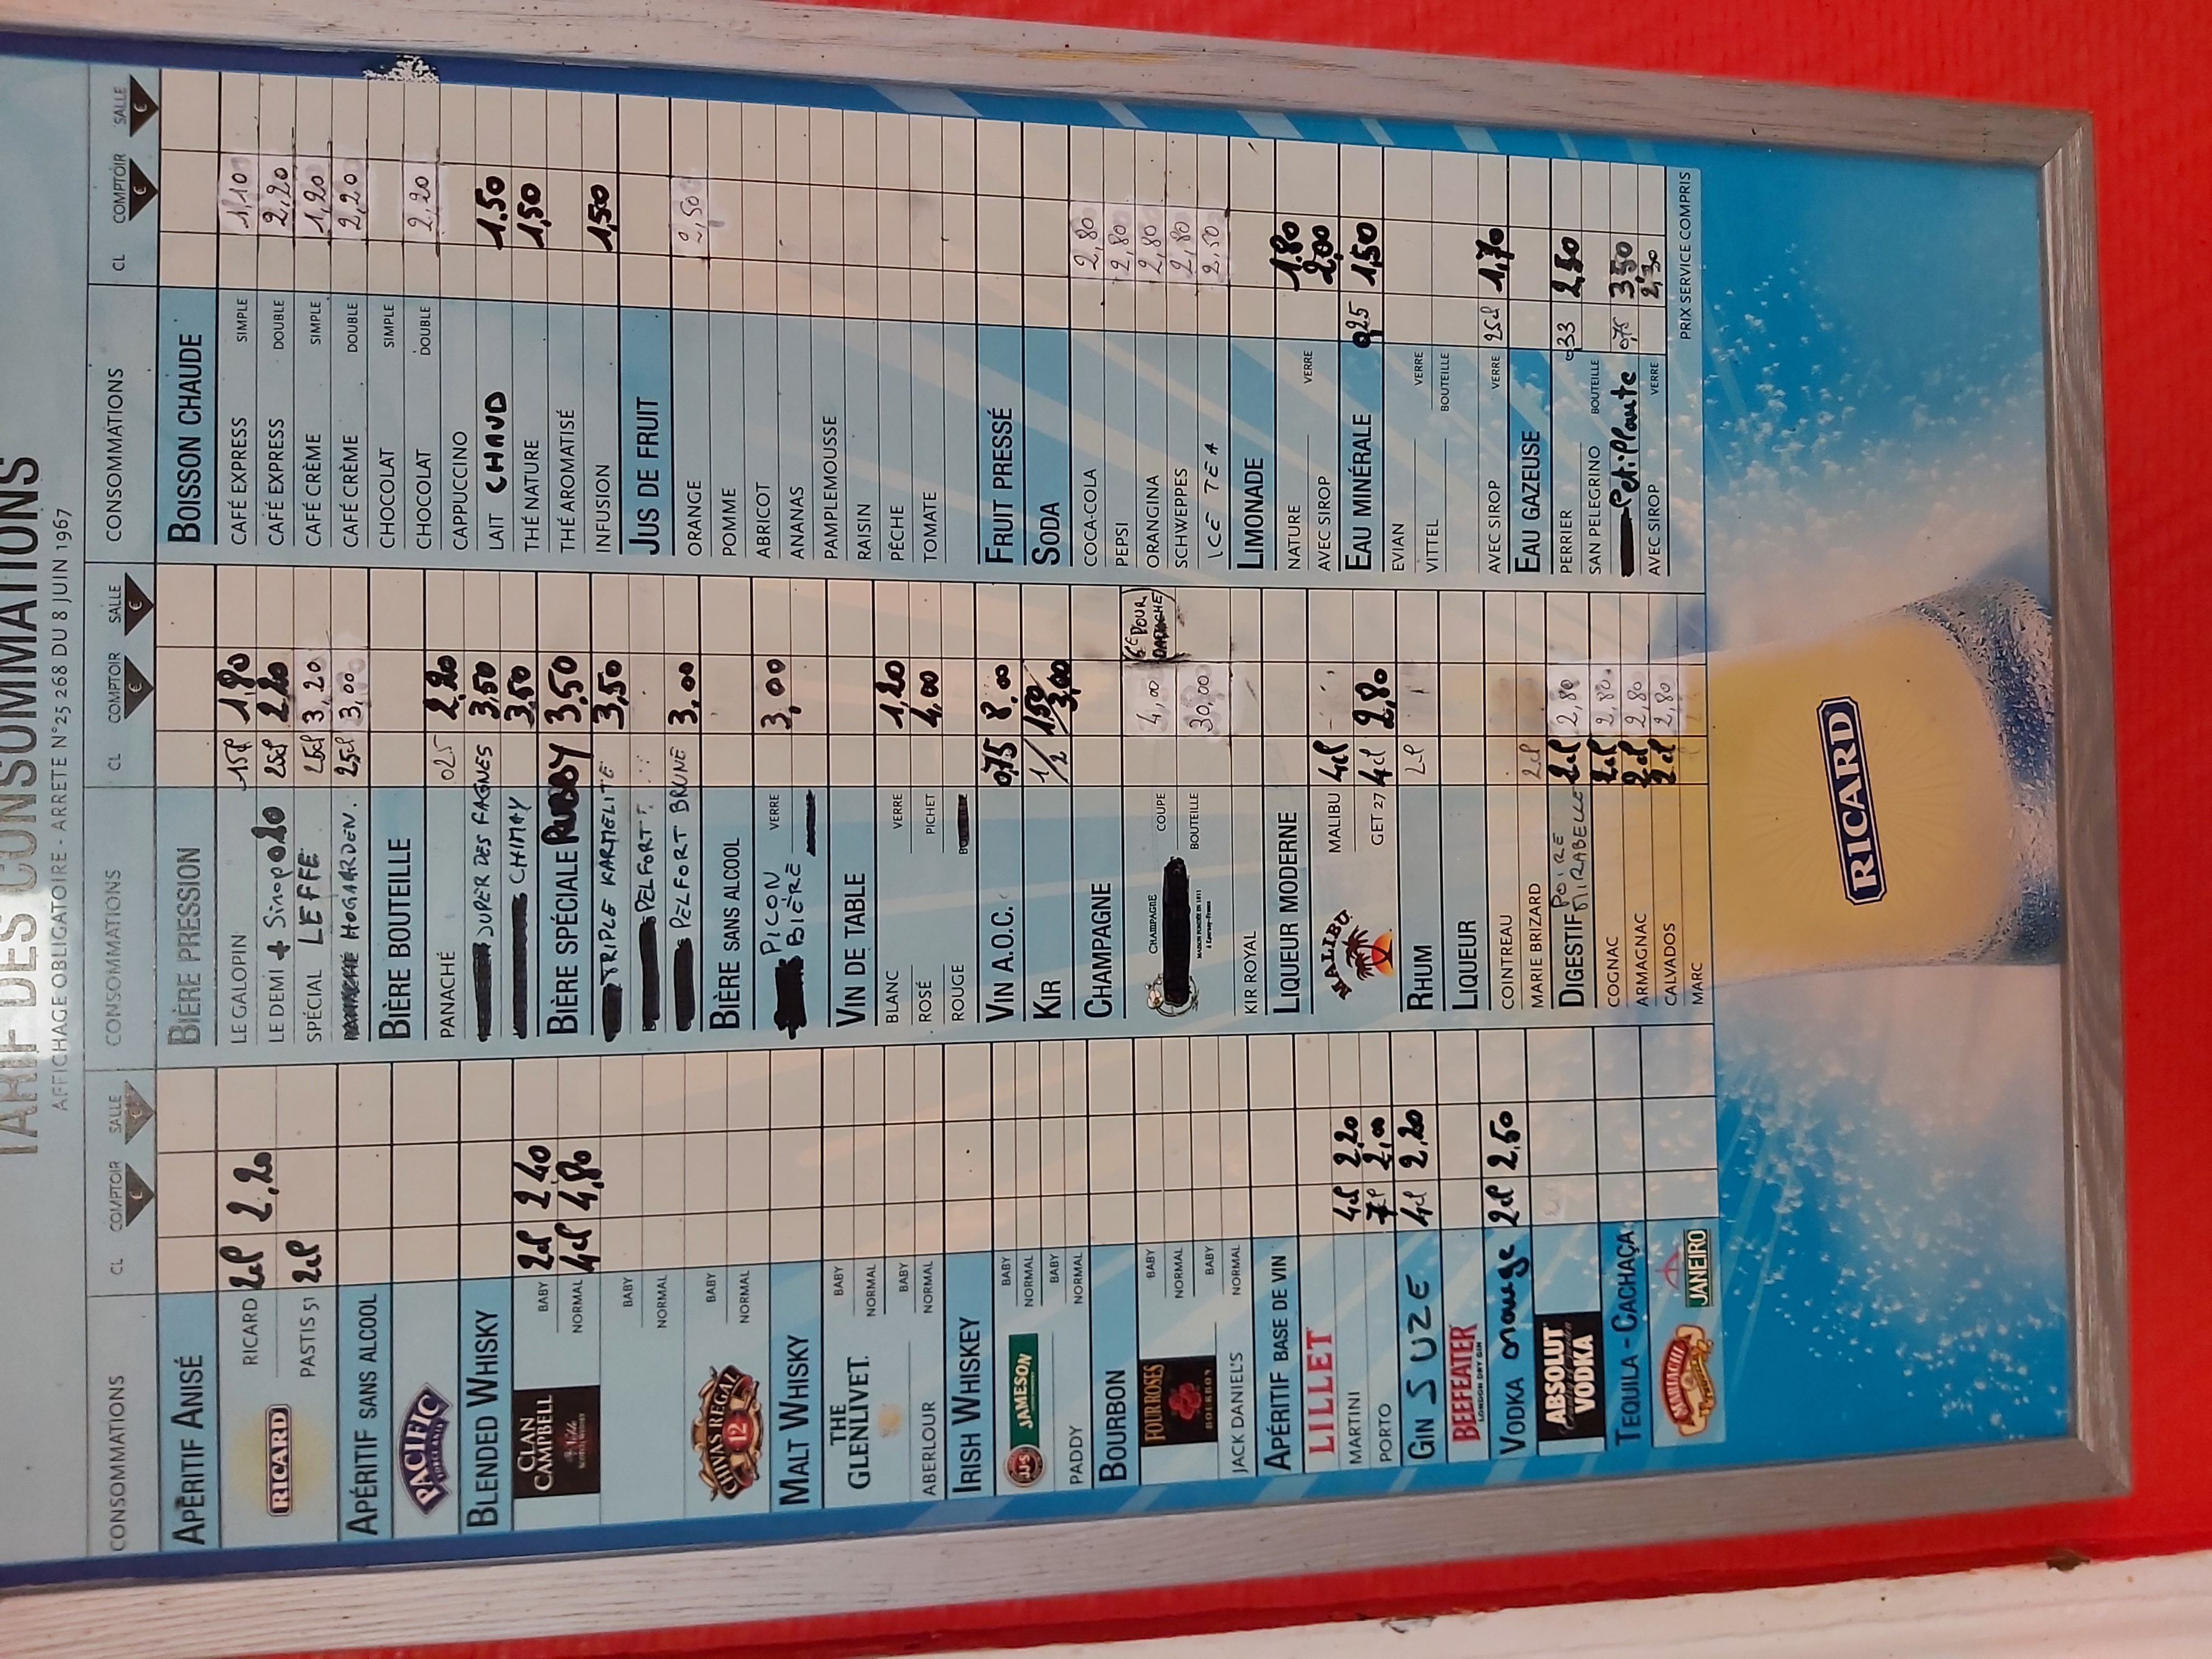 TARIF DES CONSOMMATIONS
AFFICHAGE OBLIGATOIRE - ARRETE N°25 268 DU 8 JUIN 1967
CONSOMMATIONS CL COMPTOIR € SALLE €
APÉRITIF ANISÉ
RICARD
RICARD 2cl 2,20
PASTIS 51 2cl
APÉRITIF SANS ALCOOL
PACIFIC
BLENDED WHISKY
CLAN CAMPBELL
The Noble
SCOTCH WHISKY
BABY 2cl 2,40
NORMAL 4cl 4,80
BABY
NORMAL
CHIVAS REGAL
12
BABY
NORMAL
MALT WHISKY
THE GLENLIVET.
BABY
NORMAL
BABY
ABERLOUR NORMAL
IRISH WHISKEY
JJ&S JAMESON
BABY
NORMAL
BABY
PADDY NORMAL
BOURBON
FOUR ROSES
BOURBON
BABY
NORMAL
BABY
JACK DANIEL'S NORMAL
APÉRITIF BASE DE VIN
LILLET
MARTINI 4cl 2,20
PORTO 7cl 2,00
GIN SUZE 4cl 2,20
BEEFEATER
LONDON DRY GIN
VODKA orange 2cl 2,50
ABSOLUT
Country of Sweden
VODKA
TEQUILA - CACHAÇA
MARIACHI
JANEIRO
CONSOMMATIONS CL COMPTOIR € SALLE €
BIÈRE PRESSION
LE GALOPIN 15cl 1,80
LE DEMI + Sirop 0.20 25cl 2,20
SPÉCIAL LEFFE 25cl 3,20
HOGAARDEN. 25cl 3,00
BIÈRE BOUTEILLE
PANACHÉ 025 2,20
SUPER DES FAGNES 3,50
CHIMAY 3,50
BIÈRE SPÉCIALE RUBBY 3,50
TRIPLE KARMELITE 3,50
PELFORT
PELFORT BRUNE 3,00
BIÈRE SANS ALCOOL
PICON BIÈRE VERRE 3,00
VIN DE TABLE
BLANC VERRE 1,20
ROSÉ PICHET 4,00
ROUGE
VIN A.O.C. 0,75 8,00
KIR 1/2 1,50/3,00
CHAMPAGNE
CHAMPAGNE
MAISON FONDÉE EN 1811
à Epernay-France
COUPE 4,00 (6€ POUR
BOUTEILLE 30,00
KIR ROYAL
LIQUEUR MODERNE
MALIBU
MALIBU 4cl
GET 27 4cl 2,80
RHUM 2cl
LIQUEUR
COINTREAU
MARIE BRIZARD 2cl
DIGESTIF POIRE MIRABELLE 2cl 2,80
COGNAC 2cl 2,80
ARMAGNAC 2cl 2,80
CALVADOS 2cl 2,80
MARC
CONSOMMATIONS CL COMPTOIR € SALLE €
BOISSON CHAUDE
CAFÉ EXPRESS SIMPLE 1,10
CAFÉ EXPRESS DOUBLE 2,20
CAFÉ CRÈME SIMPLE 1,20
CAFÉ CRÈME DOUBLE 2,20
CHOCOLAT SIMPLE
CHOCOLAT DOUBLE 2,20
CAPPUCCINO
LAIT CHAUD 1.50
THÉ NATURE 1,50
THÉ AROMATISÉ
INFUSION 1,50
JUS DE FRUIT
ORANGE 2,50
POMME
ABRICOT
ANANAS
PAMPLEMOUSSE
RAISIN
PÊCHE
TOMATE
FRUIT PRESSÉ
SODA
COCA-COLA 2,80
PEPSI 2,80
ORANGINA 2,80
SCHWEPPES 2,80
ICE TEA 2,50
LIMONADE
NATURE 1.80
VERRE
AVEC SIROP 2,00
EAU MINÉRALE 0,25 1,50
EVIAN
VERRE
VITTEL
BOUTEILLE
AVEC SIROP VERRE 25cl 1,70
EAU GAZEUSE
PERRIER 0,33 2,50
SAN PELEGRINO BOUTEILLE
Petillante 0,75 3,50
AVEC SIROP VERRE 2,30
PRIX SERVICE COMPRIS
RICARD